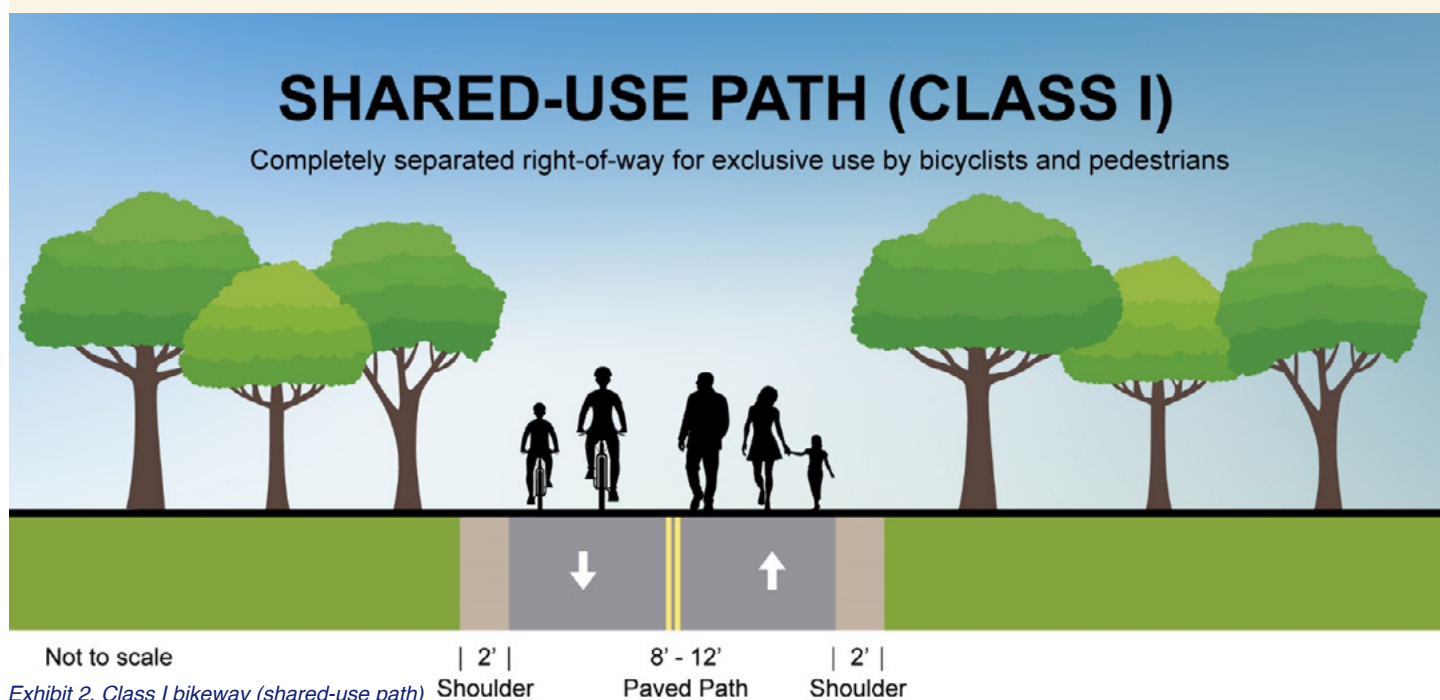 SHARED-USE PATH (CLASS I)
Completely separated right-of-way for exclusive use by bicyclists and pedestrians
Not to scale
| 2' |
8' - 12'
| 2' |
Exhibit 2. Class I bikeway (shared-use path)
Shoulder
Paved Path
Shoulder